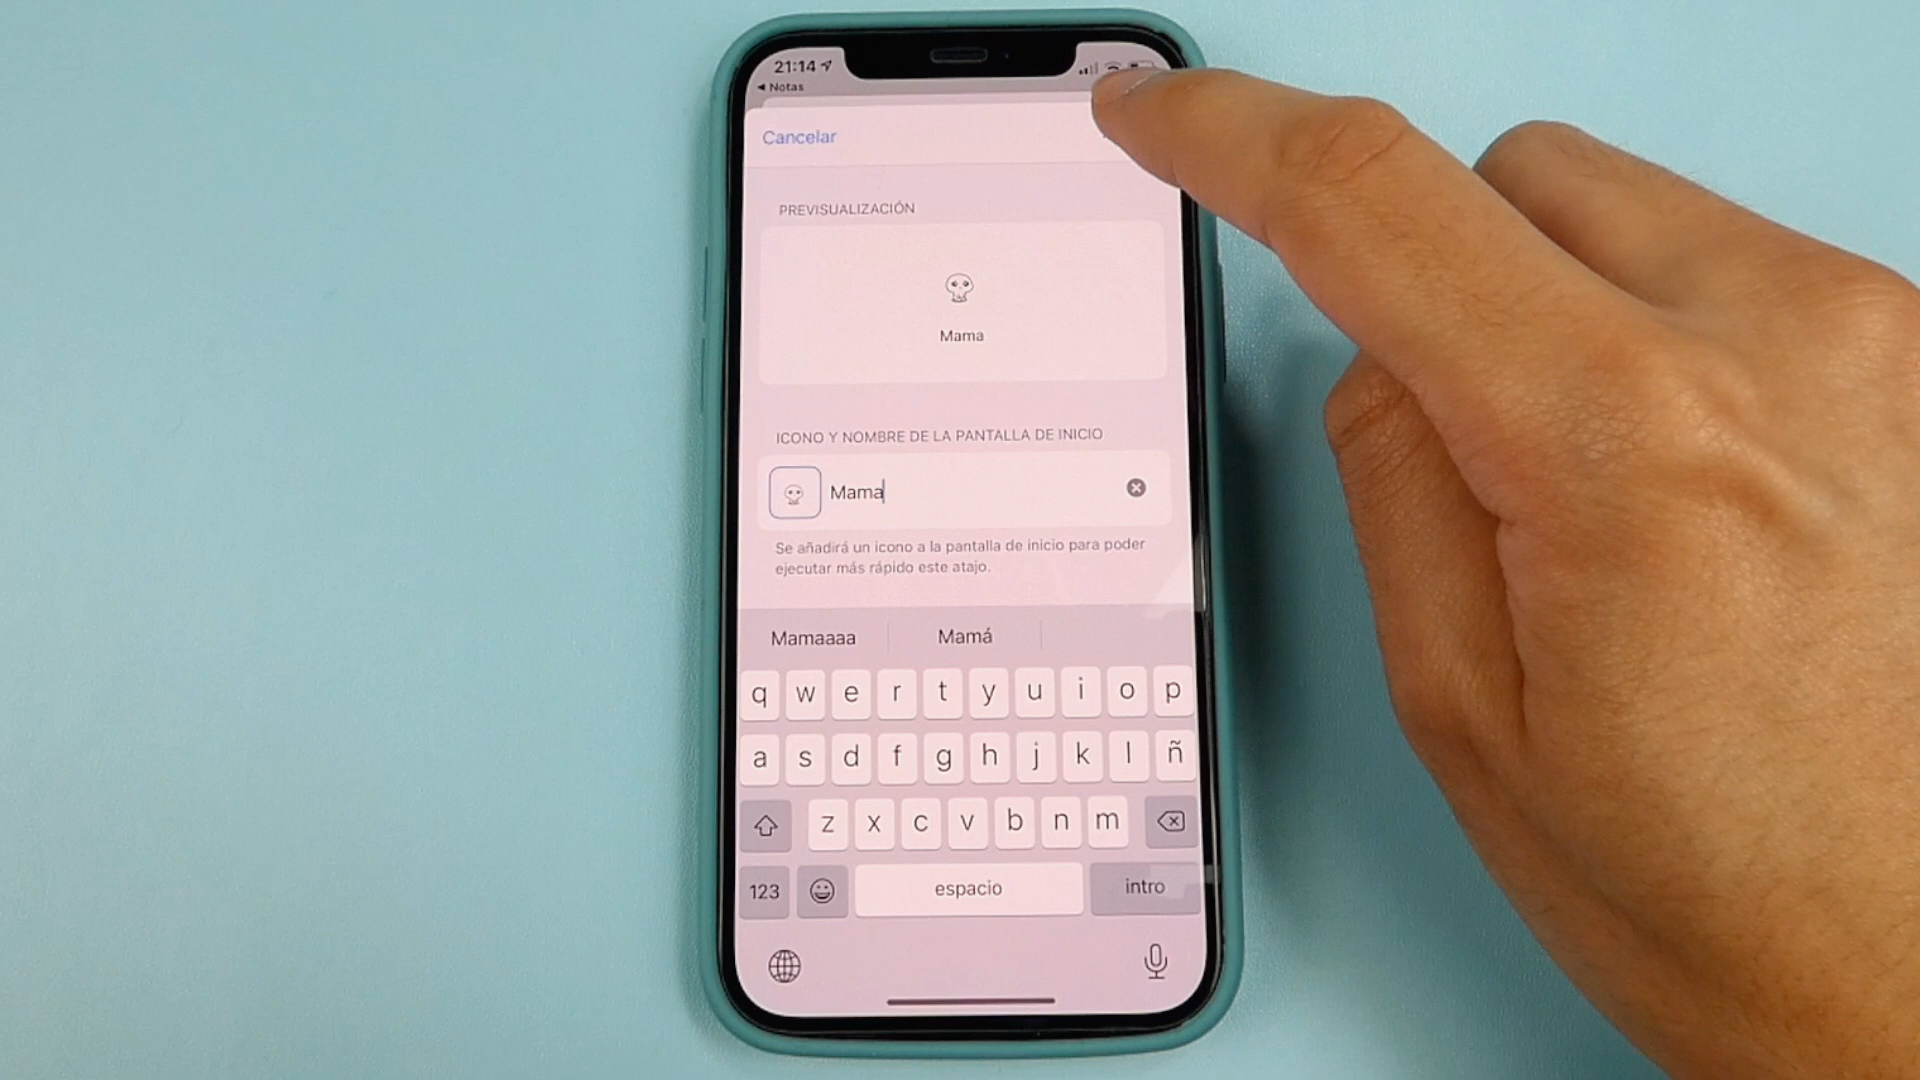 21:14
◀ Notas
Cancelar
PREVISUALIZACIÓN
Mama
ICONO Y NOMBRE DE LA PANTALLA DE INICIO
Mama
Se añadirá un icono a la pantalla de inicio para poder
ejecutar más rápido este atajo.
Mamaaaa Mamá
q w e r t y u i o p
a s d f g h j k l ñ
z x c v b n m
123 espacio intro